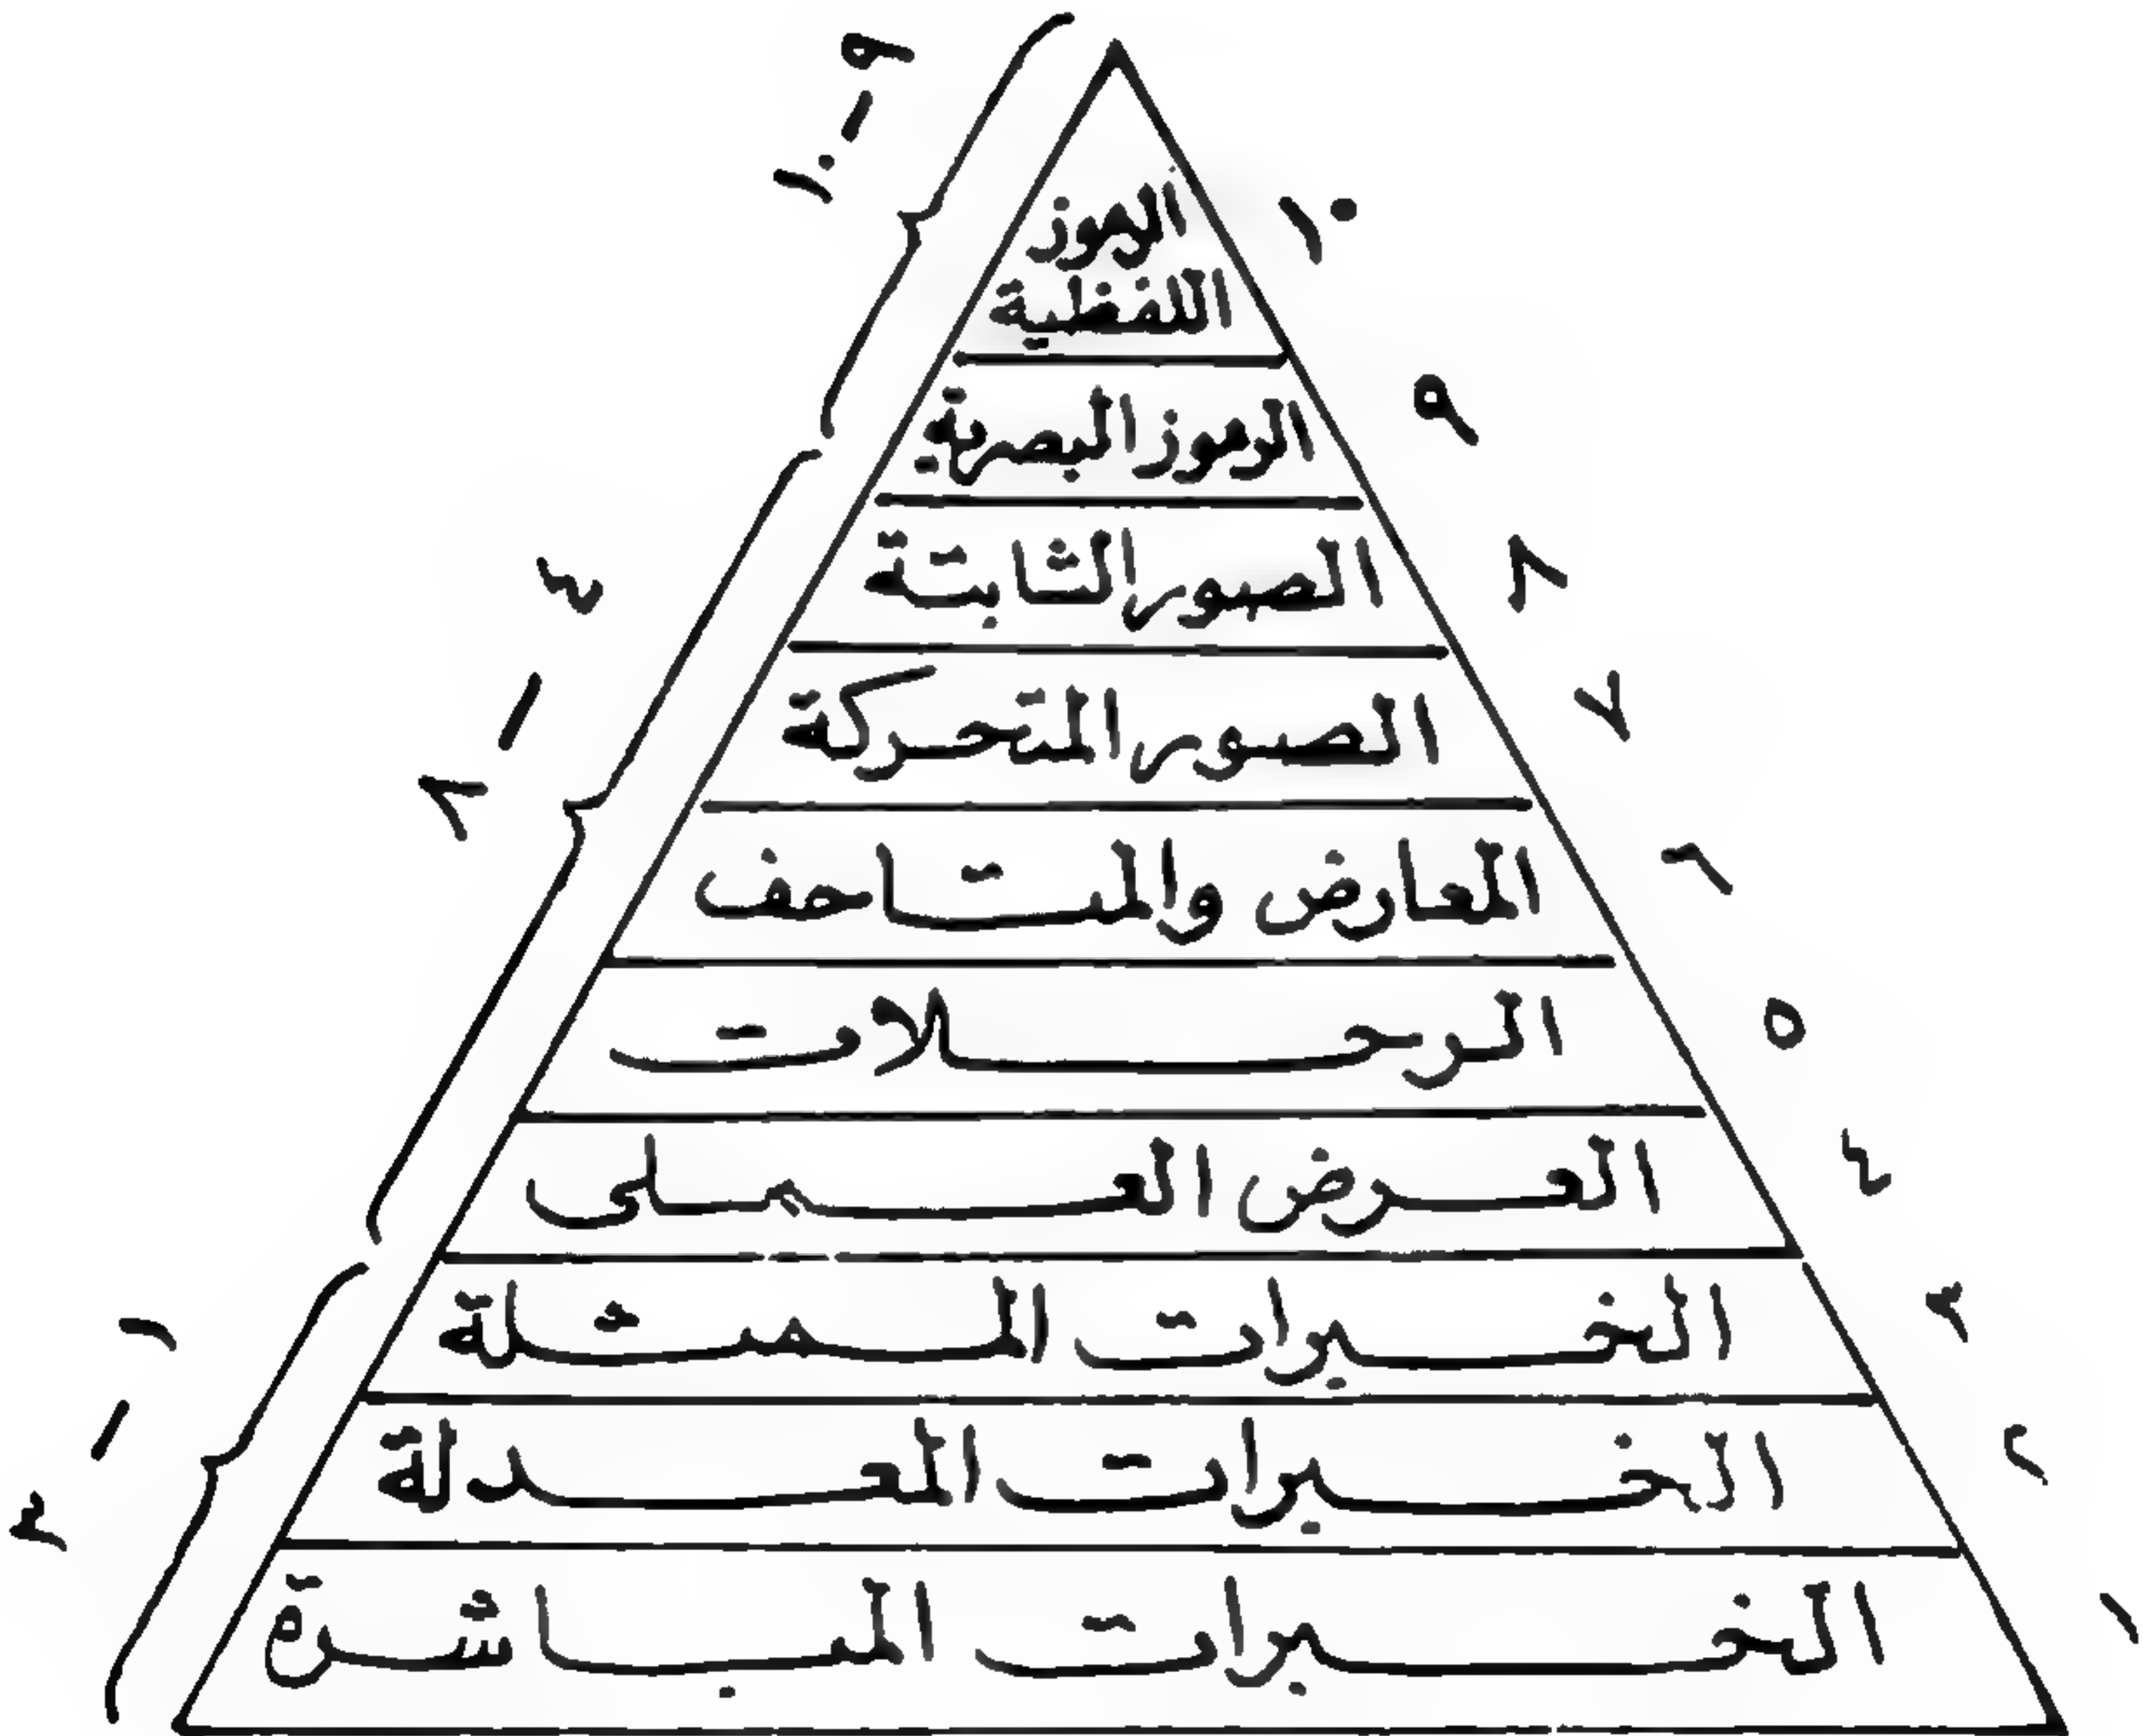 ٩ - ١٠
١٠
الرموز
اللفظية
٩
الرموز البصرية
٨
الصور الثابتة
٤ - ٨
٧
الصور المتحركة
٦
المعارض والمتاحف
٥
الرحلات
٤
العرض العملى
٣
الخبرات الممثلة
١ - ٣
٢
الخبرات المعدلة
١
الخبرات المباشرة